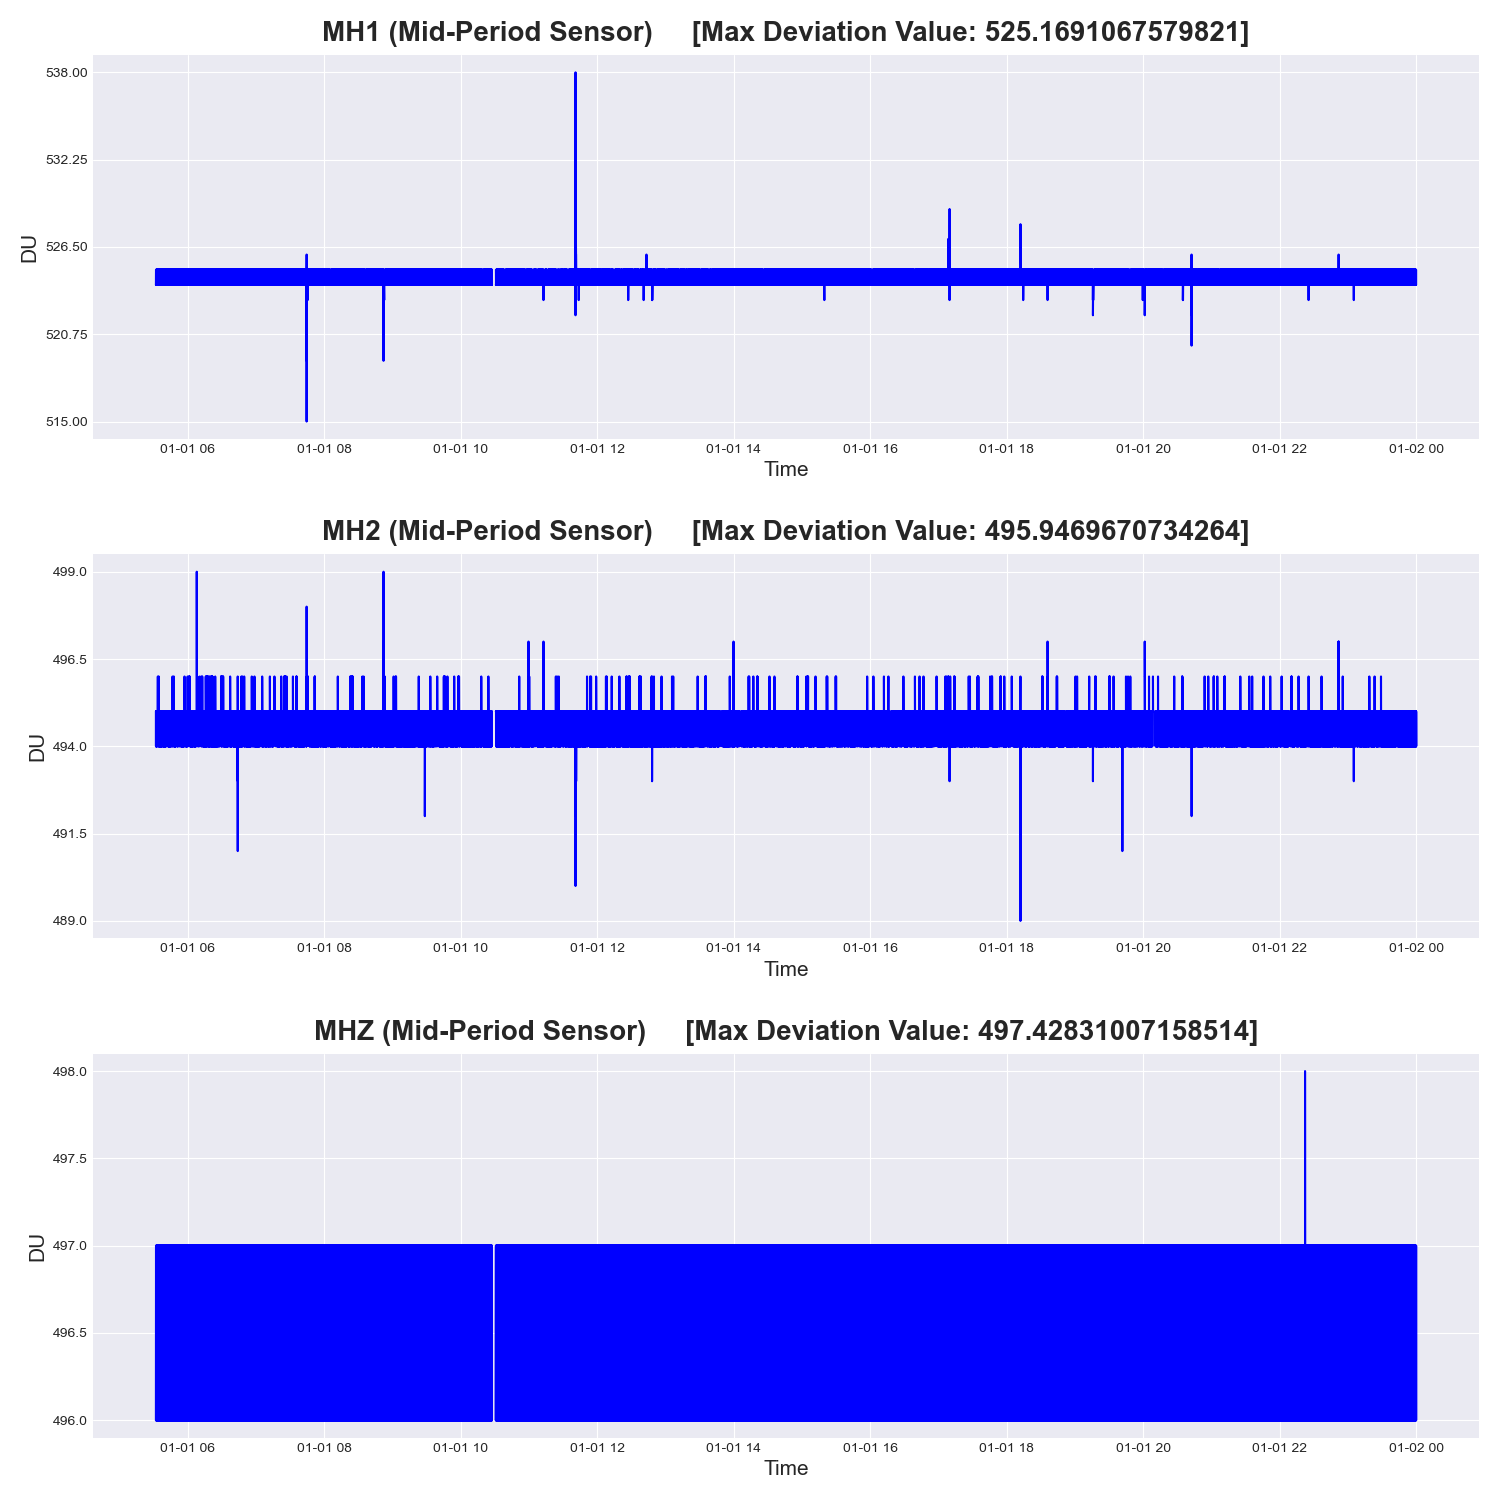 MH1 (Mid-Period Sensor) [Max Deviation Value: 525.1691067579821]
538.00
532.25
526.50
520.75
515.00
DU
01-01 06 01-01 08 01-01 10 01-01 12 01-01 14 01-01 16 01-01 18 01-01 20 01-01 22 01-02 00
Time
MH2 (Mid-Period Sensor) [Max Deviation Value: 495.9469670734264]
499.0
496.5
494.0
491.5
489.0
DU
01-01 06 01-01 08 01-01 10 01-01 12 01-01 14 01-01 16 01-01 18 01-01 20 01-01 22 01-02 00
Time
MHZ (Mid-Period Sensor) [Max Deviation Value: 497.42831007158514]
498.0
497.5
497.0
496.5
496.0
DU
01-01 06 01-01 08 01-01 10 01-01 12 01-01 14 01-01 16 01-01 18 01-01 20 01-01 22 01-02 00
Time